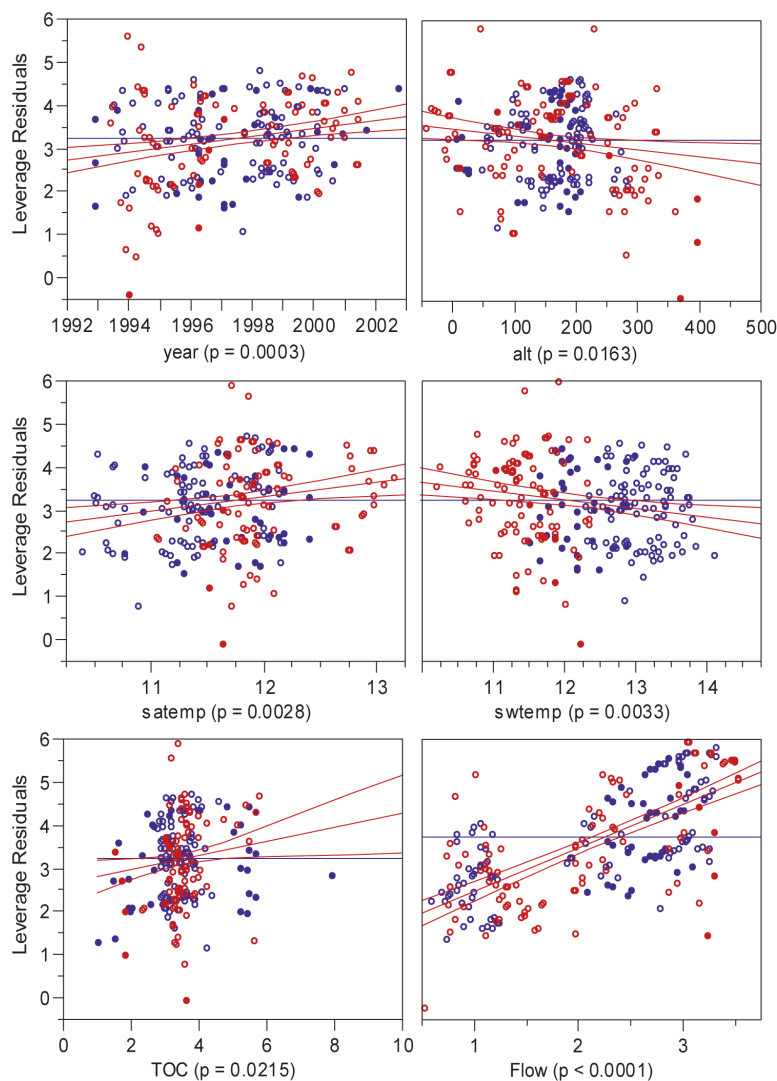 6
5
4
3
2
1
0
Leverage Residuals
1992 1994 1996 1998 2000 2002
year (p = 0.0003)
0 100 200 300 400 500
alt (p = 0.0163)
6
5
4
3
2
1
0
Leverage Residuals
11 12 13
satemp (p = 0.0028)
11 12 13 14
swtemp (p = 0.0033)
6
5
4
3
2
1
0
Leverage Residuals
0 2 4 6 8 10
TOC (p = 0.0215)
1 2 3
Flow (p < 0.0001)